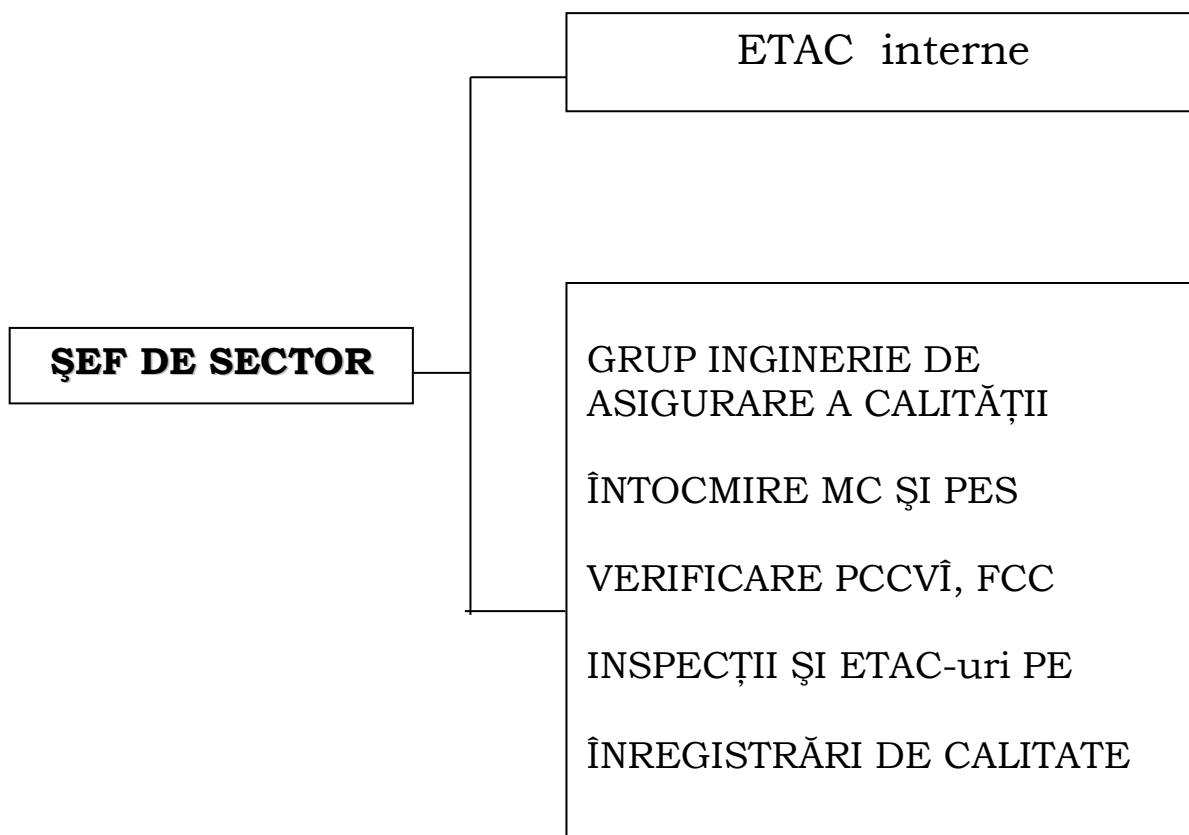 ETAC interne
ŞEF DE SECTOR
GRUP INGINERIE DE
ASIGURARE A CALITĂȚII
ÎNTOCMIRE MC ŞI PES
VERIFICARE PCCVÎ, FCC
INSPECȚII ŞI ETAC-uri PE
ÎNREGISTRĂRI DE CALITATE